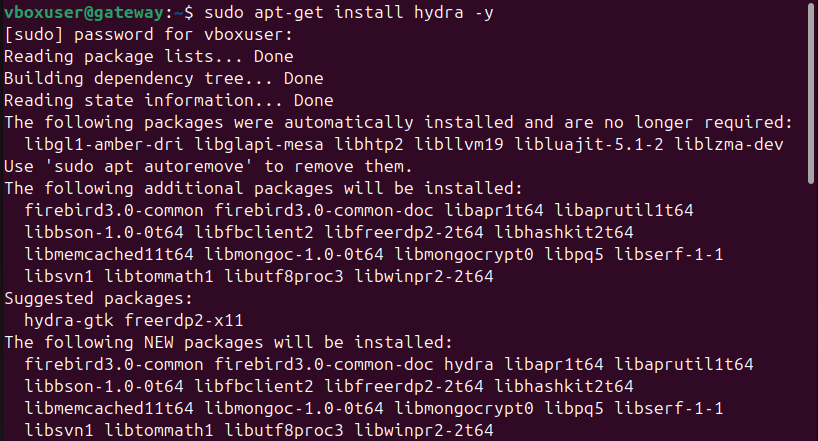 vboxuser@gateway:~$ sudo apt-get install hydra -y
[sudo] password for vboxuser:
Reading package lists... Done
Building dependency tree... Done
Reading state information... Done
The following packages were automatically installed and are no longer required:
  libgl1-amber-dri libglapi-mesa libhtp2 libllvm19 libluajit-5.1-2 liblzma-dev
Use 'sudo apt autoremove' to remove them.
The following additional packages will be installed:
  firebird3.0-common firebird3.0-common-doc libapr1t64 libaprutil1t64
  libbson-1.0-0t64 libfbclient2 libfreerdp2-2t64 libhashkit2t64
  libmemcached11t64 libmongoc-1.0-0t64 libmongocrypt0 libpq5 libserf-1-1
  libsvn1 libtommath1 libutf8proc3 libwinpr2-2t64
Suggested packages:
  hydra-gtk freerdp2-x11
The following NEW packages will be installed:
  firebird3.0-common firebird3.0-common-doc hydra libapr1t64 libaprutil1t64
  libbson-1.0-0t64 libfbclient2 libfreerdp2-2t64 libhashkit2t64
  libmemcached11t64 libmongoc-1.0-0t64 libmongocrypt0 libpq5 libserf-1-1
  libsvn1 libtommath1 libutf8proc3 libwinpr2-2t64